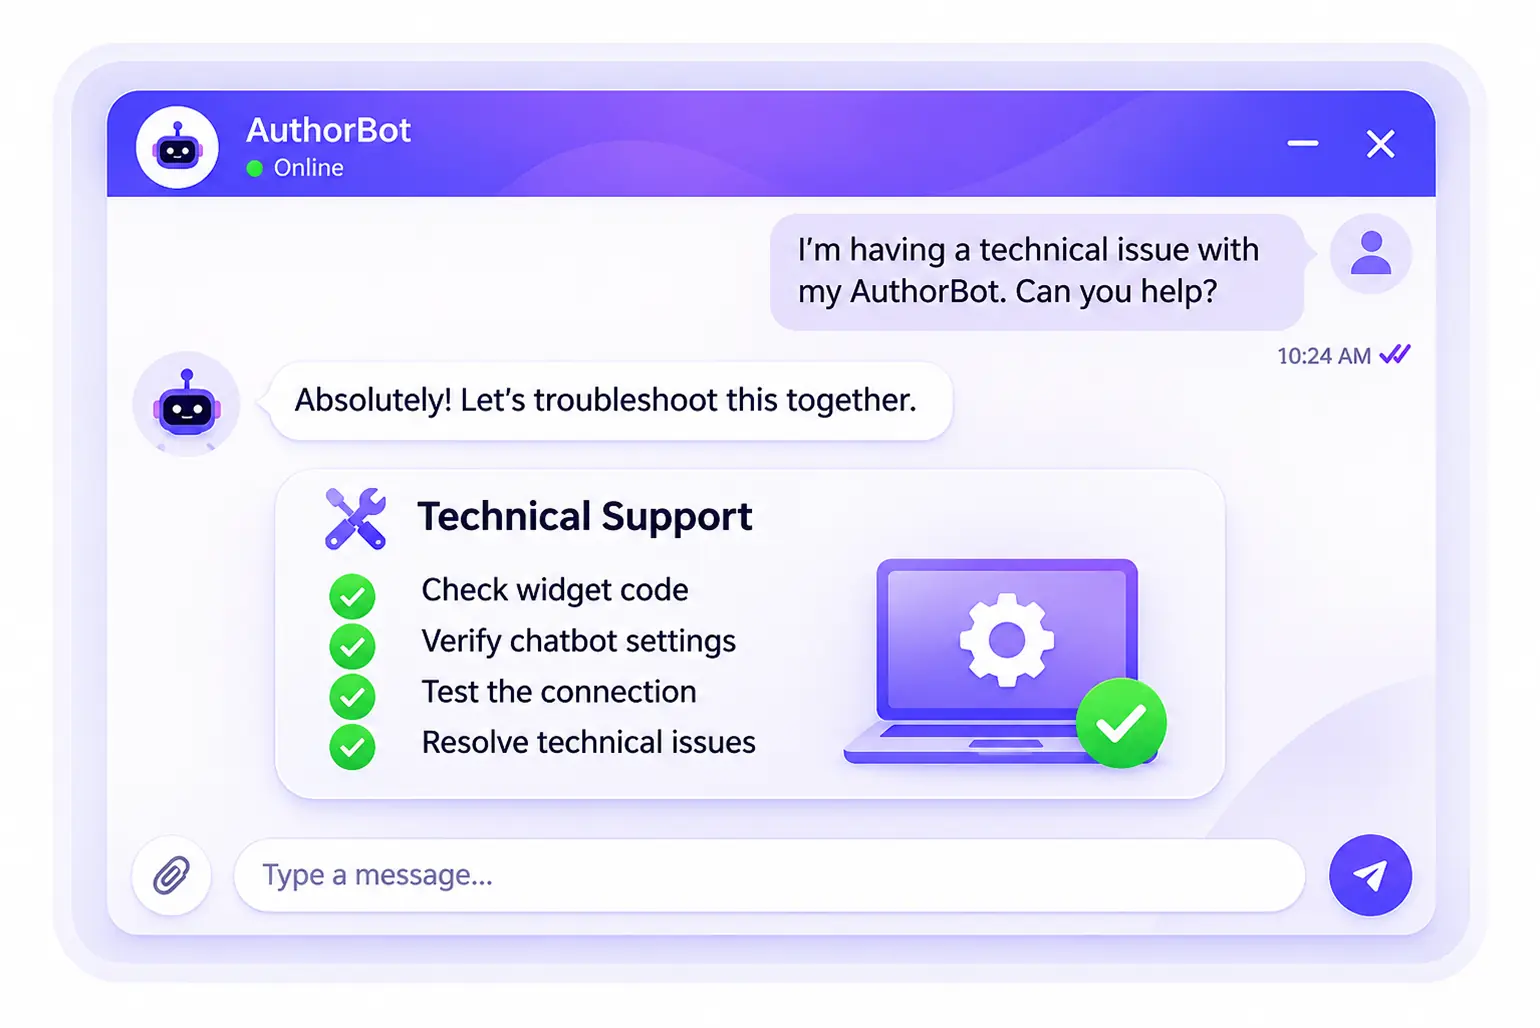 AuthorBot
Online
I'm having a technical issue with
my AuthorBot. Can you help?
10:24 AM
Absolutely! Let's troubleshoot this together.
Technical Support
Check widget code
Verify chatbot settings
Test the connection
Resolve technical issues
Type a message...